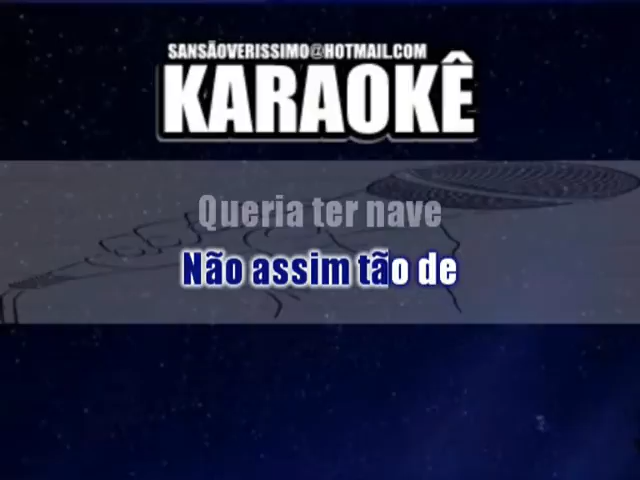 SANSÃOVERISSIMO@HOTMAIL.COM
KARAOKÊ
Queria ter nave
Não assim tão de